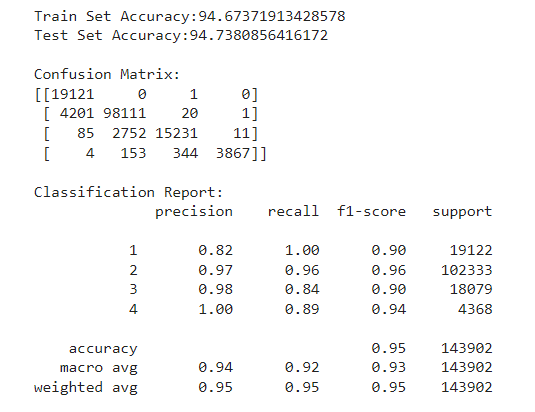 Train Set Accuracy:94.67371913428578
Test Set Accuracy:94.7380856416172
Confusion Matrix:
[[19121 0 1 0]
[ 4201 98111 20 1]
[ 85 2752 15231 11]
[ 4 153 344 3867]]
Classification Report:
precision recall f1-score support
1 0.82 1.00 0.90 19122
2 0.97 0.96 0.96 102333
3 0.98 0.84 0.90 18079
4 1.00 0.89 0.94 4368
accuracy 0.95 143902
macro avg 0.94 0.92 0.93 143902
weighted avg 0.95 0.95 0.95 143902